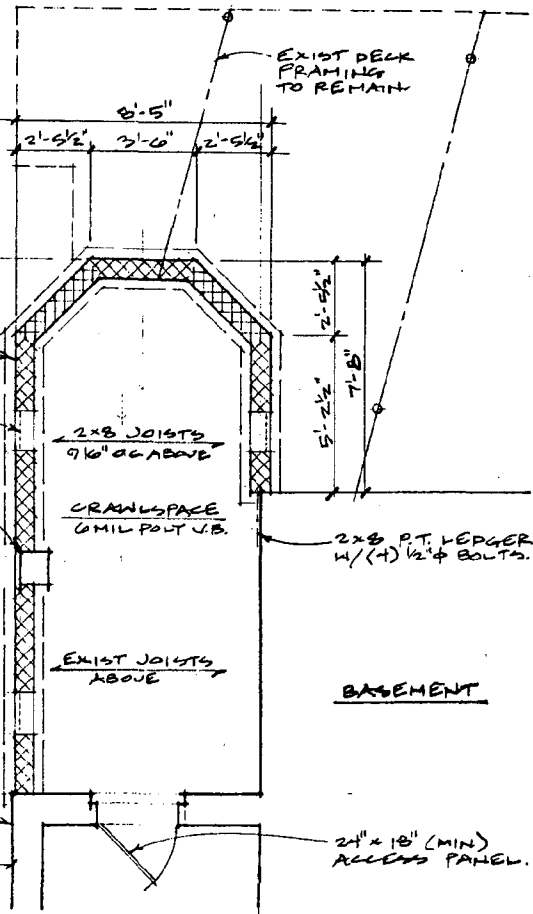 EXIST DECK
FRAMING
TO REMAIN
8'-5"
2'-5½"
3'-6"
2'-5½"
2'-5½"
7'-8"
5'-2½"
2x8 JOISTS
@16" OC ABOVE
CRAWLSPACE
6 MIL POLY V.B.
2x8 P.T. LEDGER
W/(4) ½"φ BOLTS.
EXIST JOISTS
ABOVE
BASEMENT
24" x 18" (MIN)
ACCESS PANEL.